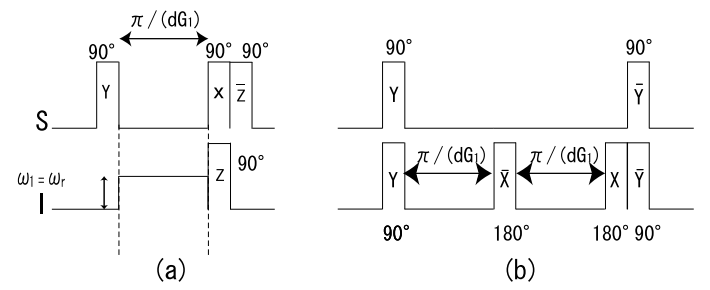 π/(dG₁)
90° 90° 90°
Y X Z̄
S
ω₁ = ωᵣ
I
Z 90°
(a)
90° 90°
Y Ȳ
π/(dG₁) π/(dG₁)
Y X̄ X Ȳ
90° 180° 180° 90°
(b)